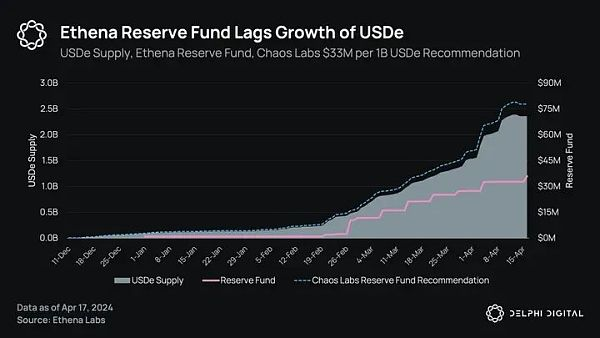 Ethena Reserve Fund Lags Growth of USDe
USDe Supply, Ethena Reserve Fund, Chaos Labs $33M per 1B USDe Recommendation
3.0B
2.5B
2.0B
1.5B
1.0B
0.5B
0.0B
USDe Supply
$90M
$75M
$60M
$45M
$30M
$15M
$0M
Reserve Fund
11-Dec
18-Dec
25-Dec
1-Jan
8-Jan
15-Jan
22-Jan
29-Jan
5-Feb
12-Feb
19-Feb
26-Feb
4-Mar
11-Mar
18-Mar
25-Mar
1-Apr
8-Apr
15-Apr
USDe Supply
Reserve Fund
Chaos Labs Reserve Fund Recommendation
Data as of Apr 17, 2024
Source: Ethena Labs
DELPHI DIGITAL